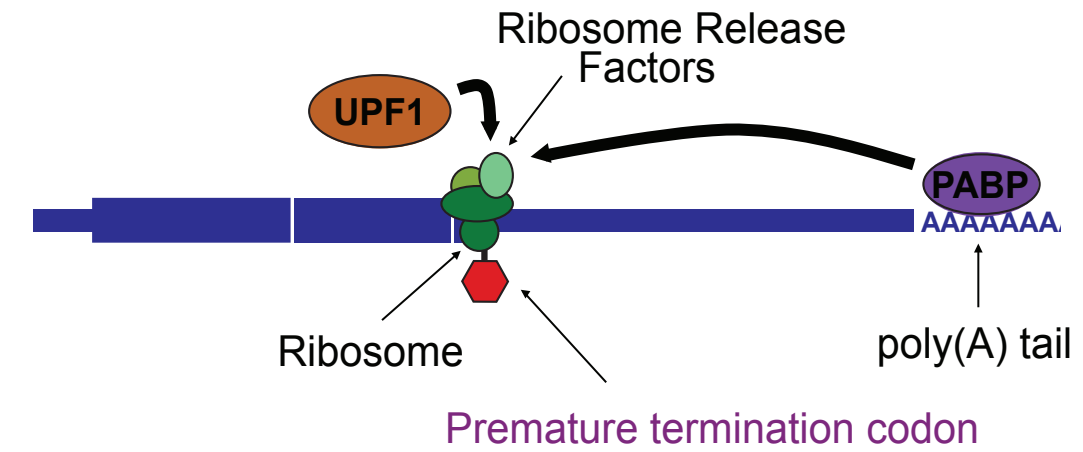 Ribosome Release
Factors
UPF1
PABP
AAAAAAA
Ribosome
poly(A) tail
Premature termination codon